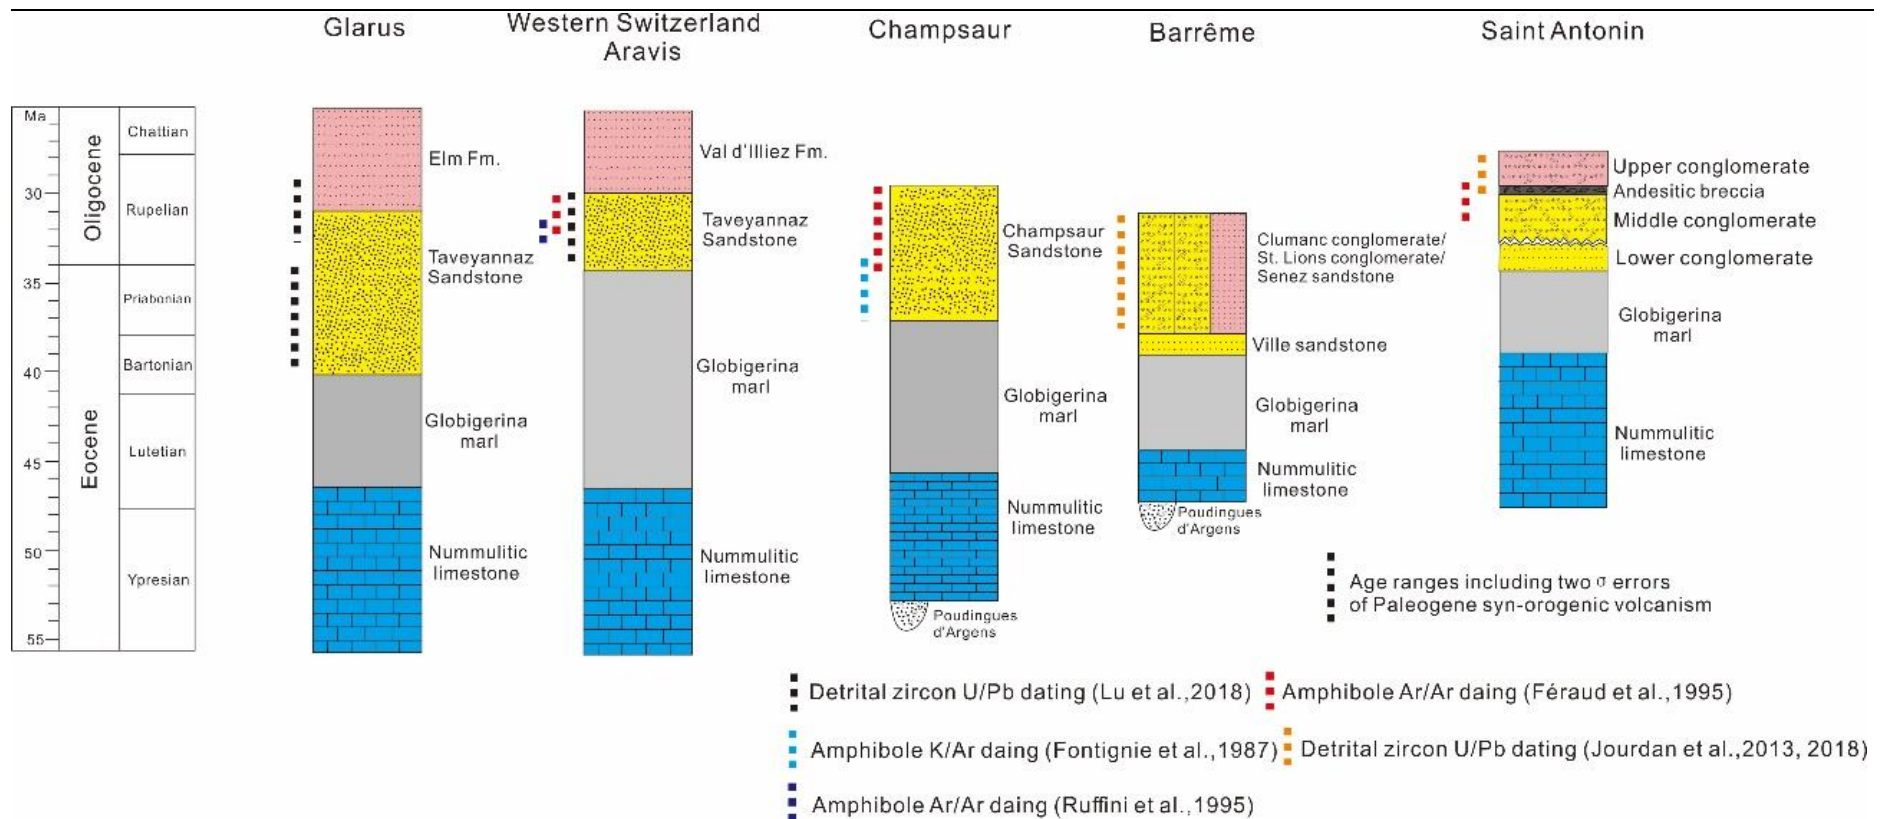 Glarus
Western Switzerland
Aravis
Champsaur
Barrême
Saint Antonin
Ma
30
35
40
45
50
55
Oligocene
Eocene
Chattian
Rupelian
Priabonian
Bartonian
Lutetian
Ypresian
Elm Fm.
Taveyannaz
Sandstone
Globigerina
marl
Nummulitic
limestone
Val d'Illiez Fm.
Taveyannaz
Sandstone
Globigerina
marl
Nummulitic
limestone
Champsaur
Sandstone
Globigerina
marl
Nummulitic
limestone
Poudingues
d'Argens
Clumanc conglomerate/
St. Lions conglomerate/
Senez sandstone
Ville sandstone
Globigerina
marl
Nummulitic
limestone
Poudingues
d'Argens
Upper conglomerate
Andesitic breccia
Middle conglomerate
Lower conglomerate
Globigerina
marl
Nummulitic
limestone
Age ranges including two σ errors
of Paleogene syn-orogenic volcanism
Detrital zircon U/Pb dating (Lu et al.,2018)
Amphibole Ar/Ar daing (Féraud et al.,1995)
Amphibole K/Ar daing (Fontignie et al.,1987)
Detrital zircon U/Pb dating (Jourdan et al.,2013, 2018)
Amphibole Ar/Ar daing (Ruffini et al.,1995)